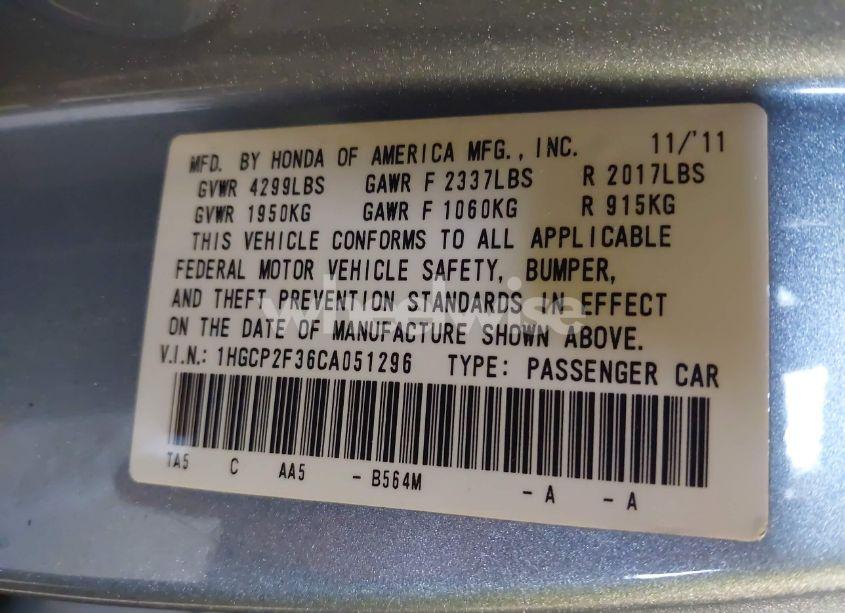 MFD. BY HONDA OF AMERICA MFG., INC. 11/'11
GVWR 4299LBS GAWR F 2337LBS R 2017LBS
GVWR 1950KG GAWR F 1060KG R 915KG
THIS VEHICLE CONFORMS TO ALL APPLICABLE
FEDERAL MOTOR VEHICLE SAFETY, BUMPER,
AND THEFT PREVENTION STANDARDS IN EFFECT
ON THE DATE OF MANUFACTURE SHOWN ABOVE.
V.I.N.: 1HGCP2F36CA051296 TYPE: PASSENGER CAR
TA5 C AA5 - B564M - A - A
wheelwise